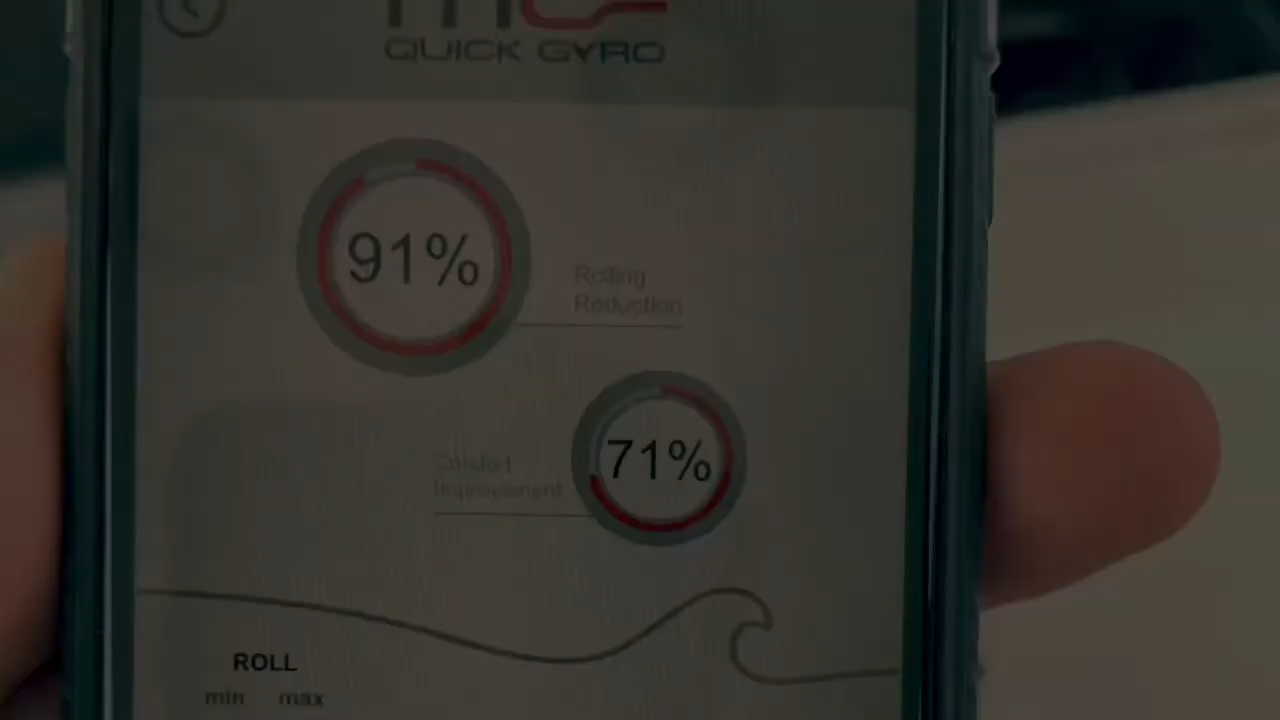 QUICK GYRO
91%
Rolling
Reduction
71%
Comfort
Improvement
ROLL
min max